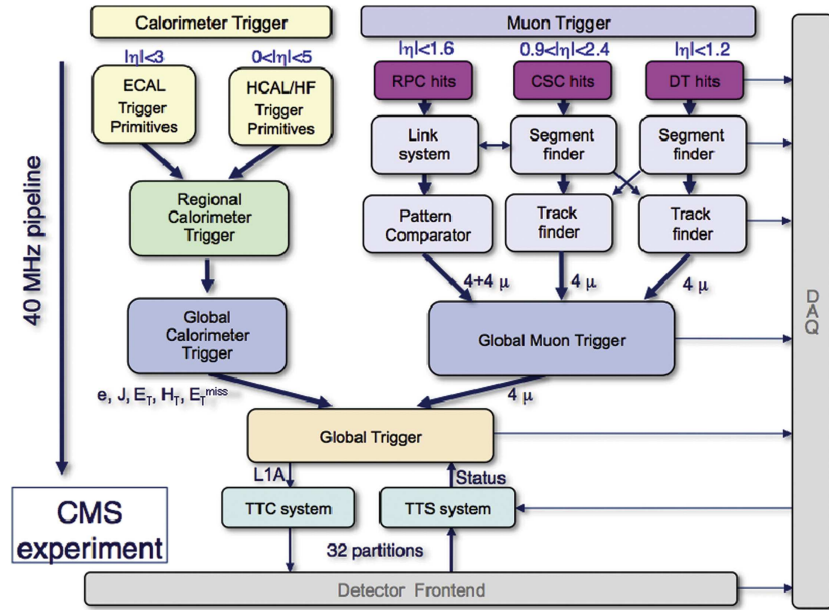 Calorimeter Trigger
Muon Trigger
|η|<3
0<|η|<5
|η|<1.6
0.9<|η|<2.4
|η|<1.2
ECAL
Trigger
Primitives
HCAL/HF
Trigger
Primitives
RPC hits
CSC hits
DT hits
Link
system
Segment
finder
Segment
finder
Regional
Calorimeter
Trigger
Pattern
Comparator
Track
finder
Track
finder
40 MHz pipeline
4+4 μ
4 μ
4 μ
DAQ
Global
Calorimeter
Trigger
Global Muon Trigger
e, J, E_T, H_T, E_T^miss
4 μ
Global Trigger
L1A
Status
CMS
experiment
TTC system
TTS system
32 partitions
Detector Frontend